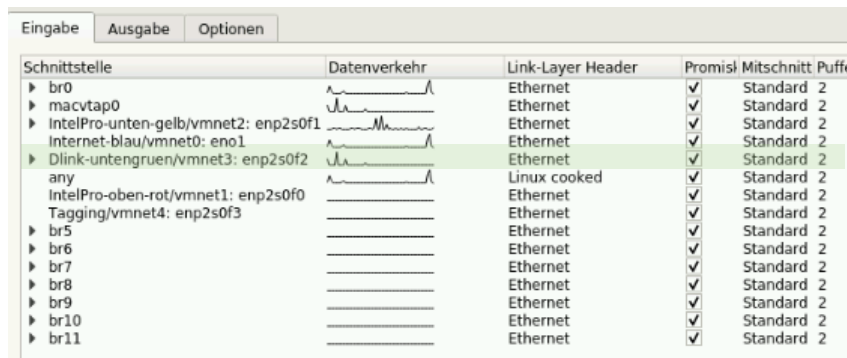 Eingabe Ausgabe Optionen
Schnittstelle Datenverkehr Link-Layer Header Promisk Mitschnitt Puffe
br0 Ethernet Standard 2
macvtap0 Ethernet Standard 2
IntelPro-unten-gelb/vmnet2: enp2s0f1 Ethernet Standard 2
Internet-blau/vmnet0: eno1 Ethernet Standard 2
Dlink-untengruen/vmnet3: enp2s0f2 Ethernet Standard 2
any Linux cooked Standard 2
IntelPro-oben-rot/vmnet1: enp2s0f0 Ethernet Standard 2
Tagging/vmnet4: enp2s0f3 Ethernet Standard 2
br5 Ethernet Standard 2
br6 Ethernet Standard 2
br7 Ethernet Standard 2
br8 Ethernet Standard 2
br9 Ethernet Standard 2
br10 Ethernet Standard 2
br11 Ethernet Standard 2